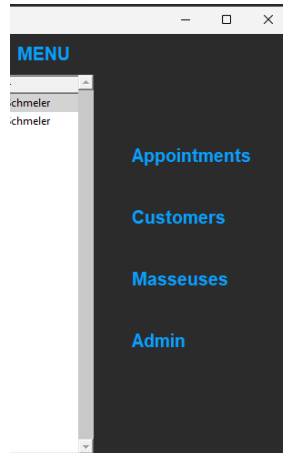 MENU
chmeler
chmeler
Appointments
Customers
Masseuses
Admin